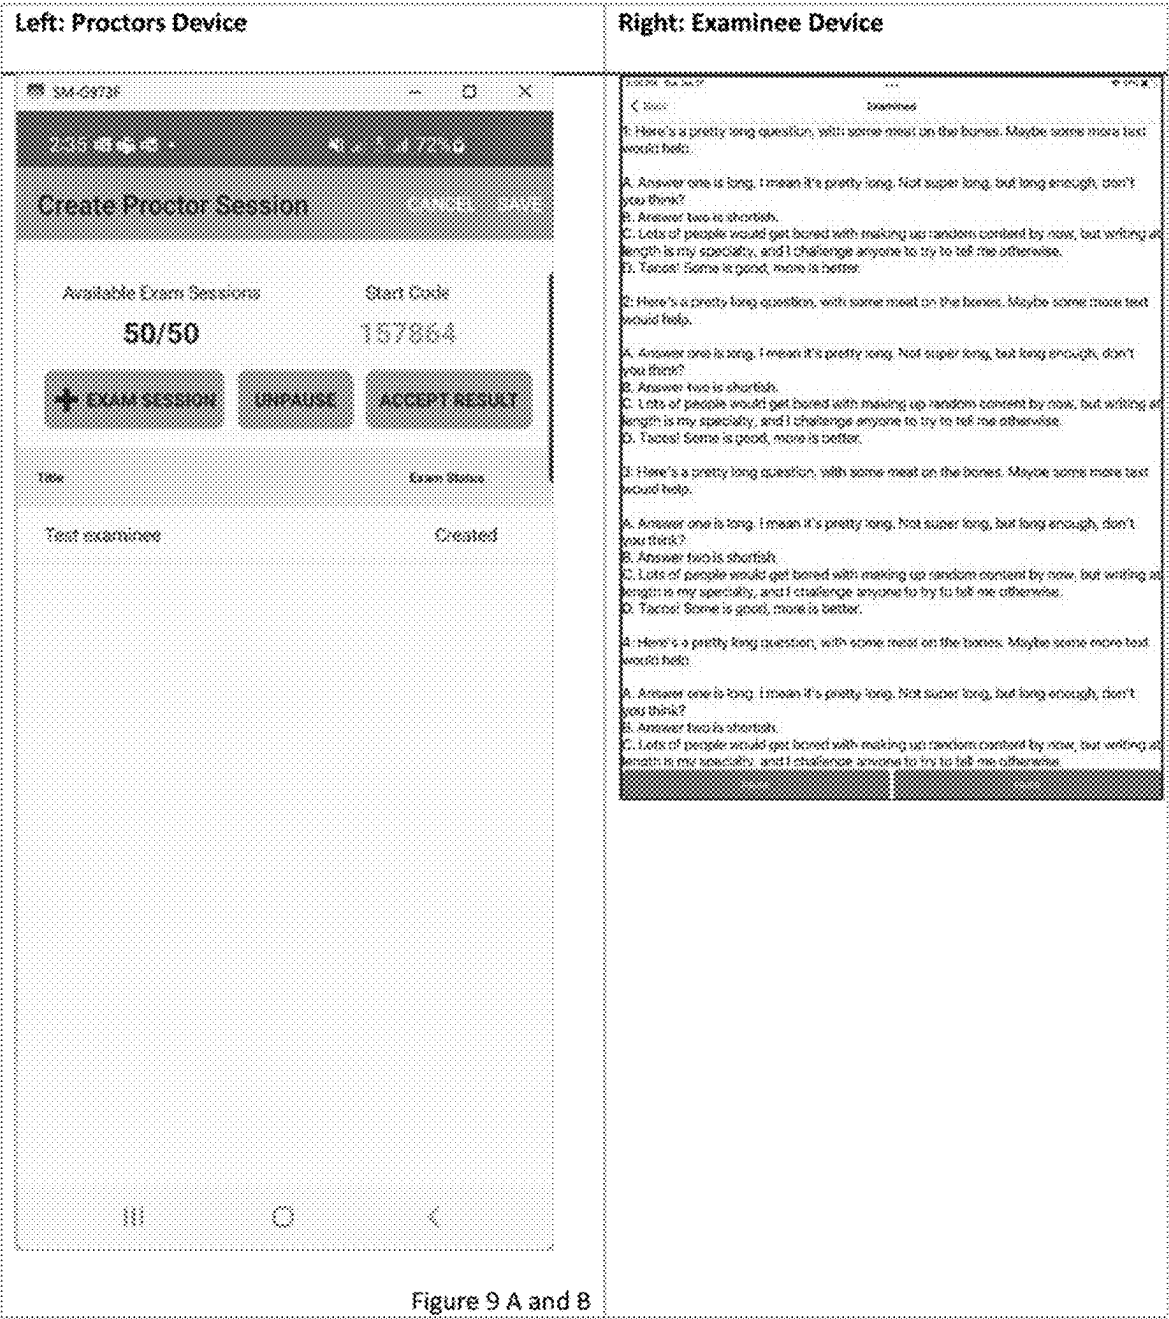 Left: Proctors Device
Right: Examinee Device
SM-G973F
2:35
72%
Create Proctor Session
Available Exam Sessions
Start Code
50/50
157864
+ EXAM SESSION
UNPAUSE
ACCEPT RESULT
Title
Exam Status
Test examinee
Created
Examinee
1: Here's a pretty long question, with some meat on the bones. Maybe some more text
would help.
A. Answer one is long. I mean it's pretty long. Not super long, but long enough, don't
you think?
B. Answer two is shortish.
C. Lots of people would get bored with making up random content by now, but writing at
length is my specialty, and I challenge anyone to try to tell me otherwise.
D. Tacos! Some is good, more is better.
2: Here's a pretty long question, with some meat on the bones. Maybe some more text
would help.
A. Answer one is long. I mean it's pretty long. Not super long, but long enough, don't
you think?
B. Answer two is shortish.
C. Lots of people would get bored with making up random content by now, but writing at
length is my specialty, and I challenge anyone to try to tell me otherwise.
D. Tacos! Some is good, more is better.
3: Here's a pretty long question, with some meat on the bones. Maybe some more text
would help.
A. Answer one is long. I mean it's pretty long. Not super long, but long enough, don't
you think?
B. Answer two is shortish.
C. Lots of people would get bored with making up random content by now, but writing at
length is my specialty, and I challenge anyone to try to tell me otherwise.
D. Tacos! Some is good, more is better.
4: Here's a pretty long question, with some meat on the bones. Maybe some more text
would help.
A. Answer one is long. I mean it's pretty long. Not super long, but long enough, don't
you think?
B. Answer two is shortish.
C. Lots of people would get bored with making up random content by now, but writing at
length is my specialty, and I challenge anyone to try to tell me otherwise.
Figure 9 A and B